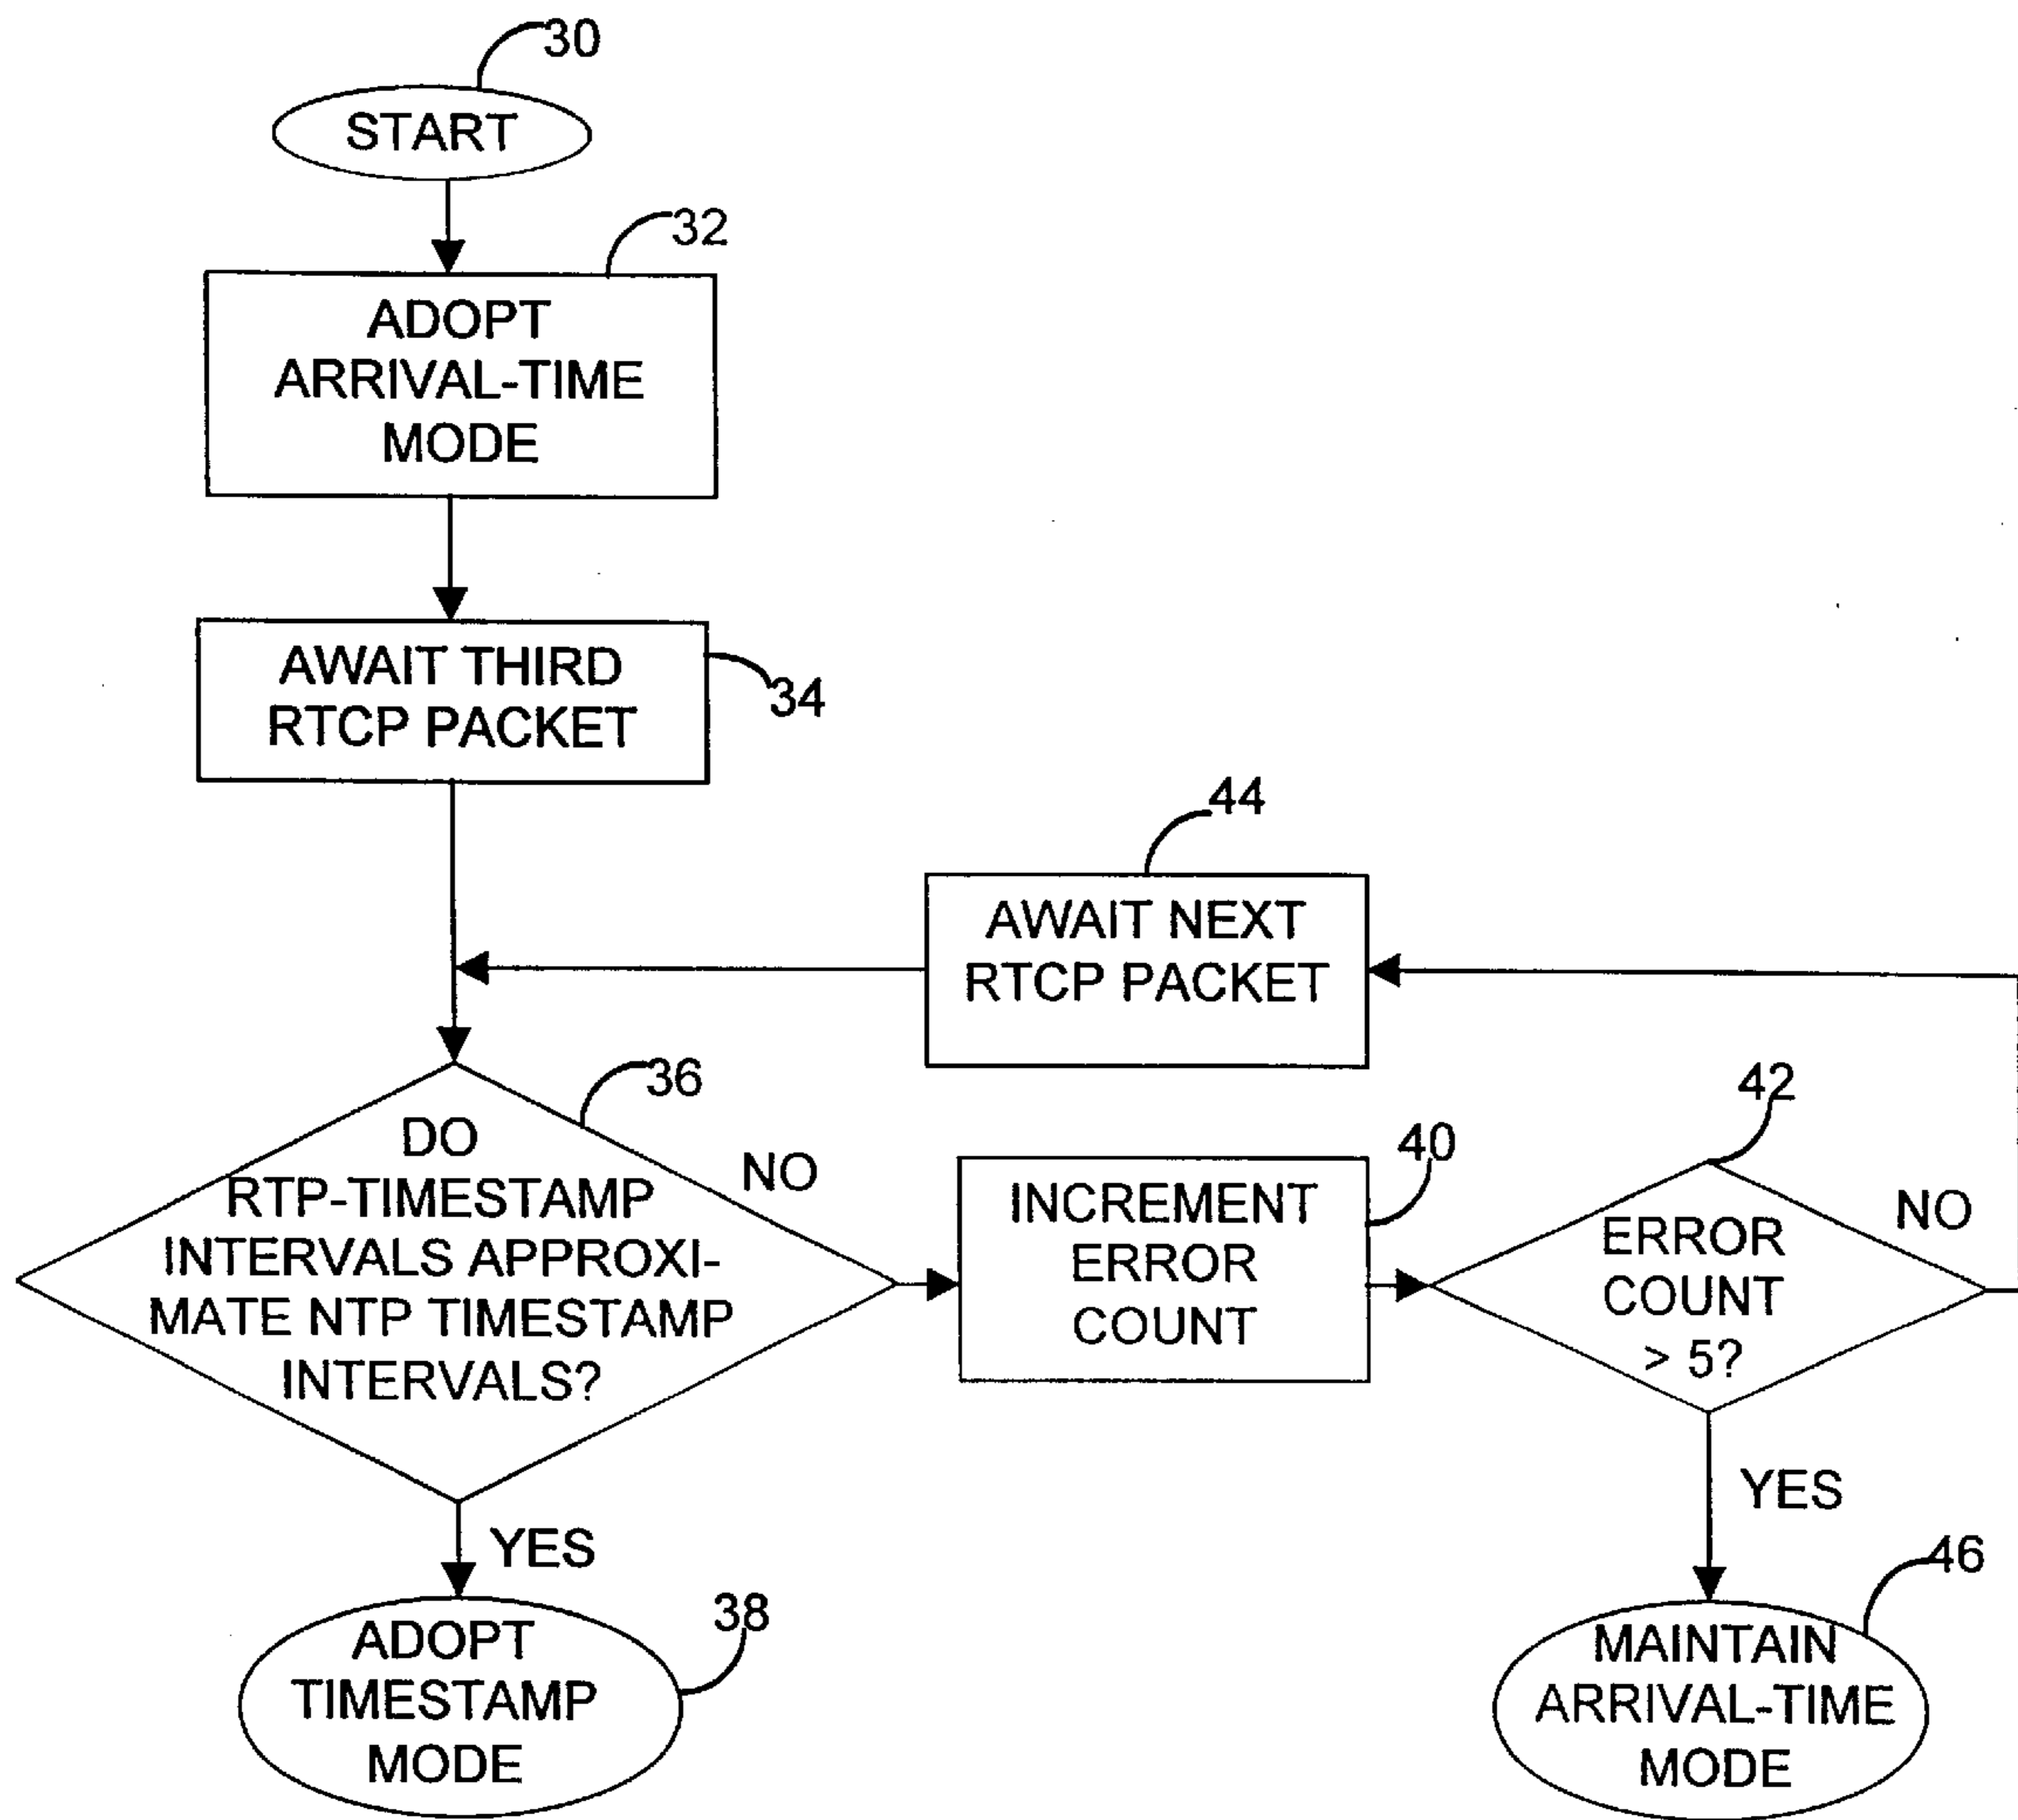 30
START
32
ADOPT
ARRIVAL-TIME
MODE
AWAIT THIRD
RTCP PACKET
34
44
AWAIT NEXT
RTCP PACKET
36
DO
RTP-TIMESTAMP
INTERVALS APPROXI-
MATE NTP TIMESTAMP
INTERVALS?
NO
40
INCREMENT
ERROR
COUNT
42
ERROR
COUNT
> 5?
NO
YES
YES
38
ADOPT
TIMESTAMP
MODE
46
MAINTAIN
ARRIVAL-TIME
MODE